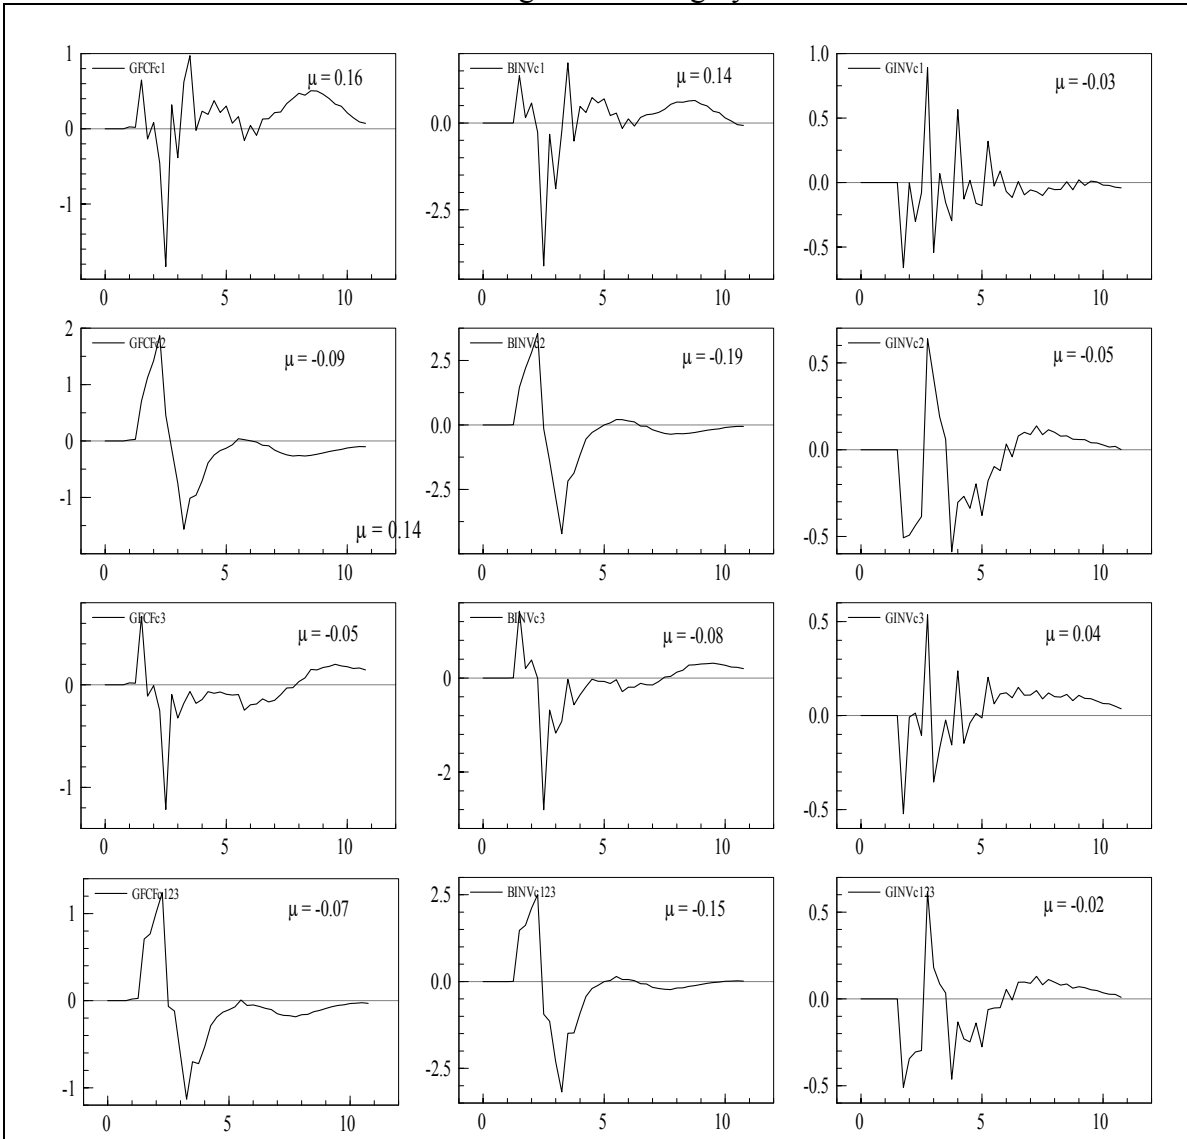 GFCFc1 μ = 0.16
1
0
-1
0 5 10
BINVc1 μ = 0.14
0.0
-2.5
0 5 10
GINVc1 μ = -0.03
1.0
0.5
0.0
-0.5
0 5 10
GFCFc2 μ = -0.09
2
1
0
-1
μ = 0.14
0 5 10
BINVc2 μ = -0.19
2.5
0.0
-2.5
0 5 10
GINVc2 μ = -0.05
0.5
0.0
-0.5
0 5 10
GFCFc3 μ = -0.05
0
-1
0 5 10
BINVc3 μ = -0.08
0
-2
0 5 10
GINVc3 μ = 0.04
0.5
0.0
-0.5
0 5 10
GFCFc123 μ = -0.07
1
0
-1
0 5 10
BINVc123 μ = -0.15
2.5
0.0
-2.5
0 5 10
GINVc123 μ = -0.02
0.5
0.0
-0.5
0 5 10